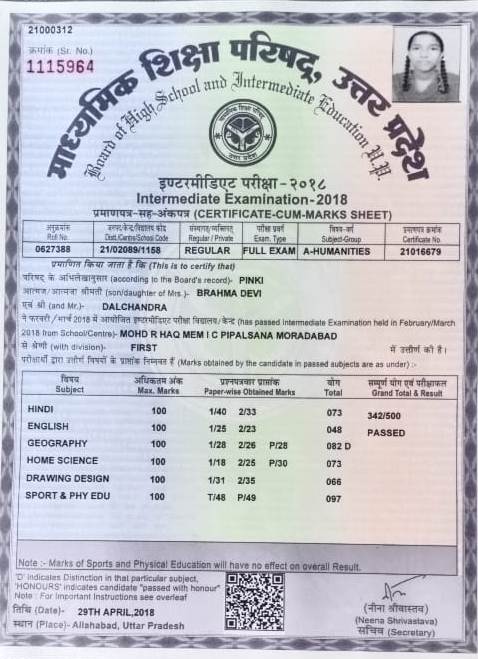 21000312
क्रमांक (Sr. No.)
1115964
माध्यमिक शिक्षा परिषद्, उत्तर प्रदेश
Board of High School and Intermediate Education U.P.
इण्टरमीडिएट परीक्षा-२०१८
Intermediate Examination-2018
प्रमाणपत्र-सह-अंकपत्र (CERTIFICATE-CUM-MARKS SHEET)
अनुक्रमांक जनपद/केन्द्र/विद्यालय कोड संस्थागत/व्यक्तिगत परीक्षा प्रवर्ग विषय-वर्ग प्रमाणपत्र क्रमांक
Roll No. Distt./Centre/School Code Regular / Private Exam. Type Subject-Group Certificate No.
0627388 21/02089/1158 REGULAR FULL EXAM A-HUMANITIES 21016679
प्रमाणित किया जाता है कि (This is to certify that)
परिषद के अभिलेखानुसार (according to the Board's record)- PINKI
आत्मज/आत्मजा श्रीमती (son/daughter of Mrs.)- BRAHMA DEVI
एवं श्री (and Mr.)- DALCHANDRA
ने फरवरी/मार्च 2018 में आयोजित इण्टरमीडिएट परीक्षा विद्यालय/केन्द्र (has passed Intermediate Examination held in February/March
2018 from School/Centre)- MOHD R HAQ MEM I C PIPALSANA MORADABAD
से श्रेणी (with division)- FIRST में उत्तीर्ण की है।
परीक्षार्थी द्वारा उत्तीर्ण विषयों के प्राप्तांक निम्नवत हैं (Marks obtained by the candidate in passed subjects are as under) :-
विषय अधिकतम अंक प्रश्नपत्रवार प्राप्तांक योग सम्पूर्ण योग एवं परीक्षाफल
Subject Max. Marks Paper-wise Obtained Marks Total Grand Total & Result
HINDI 100 1/40 2/33 073 342/500
ENGLISH 100 1/25 2/23 048 PASSED
GEOGRAPHY 100 1/28 2/26 P/28 082 D
HOME SCIENCE 100 1/18 2/25 P/30 073
DRAWING DESIGN 100 1/31 2/35 066
SPORT & PHY EDU 100 T/48 P/49 097
Note :- Marks of Sports and Physical Education will have no effect on overall Result.
'D' indicates Distinction in that particular subject,
'HONOURS' indicates candidate "passed with honour"
Note : For Important Instructions see overleaf
तिथि (Date)- 29TH APRIL,2018
स्थान (Place)- Allahabad, Uttar Pradesh
(नीना श्रीवास्तव)
(Neena Shrivastava)
सचिव (Secretary)